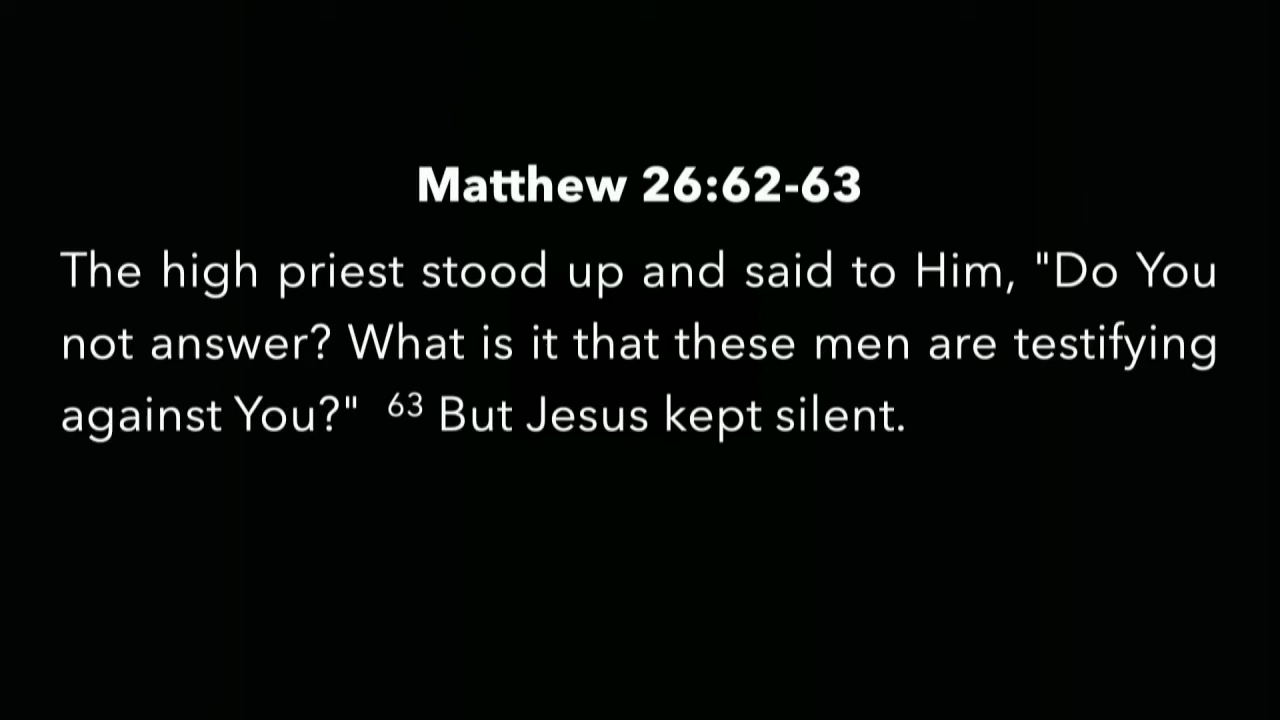 Matthew 26:62-63
The high priest stood up and said to Him, "Do You
not answer? What is it that these men are testifying
against You?" 63 But Jesus kept silent.